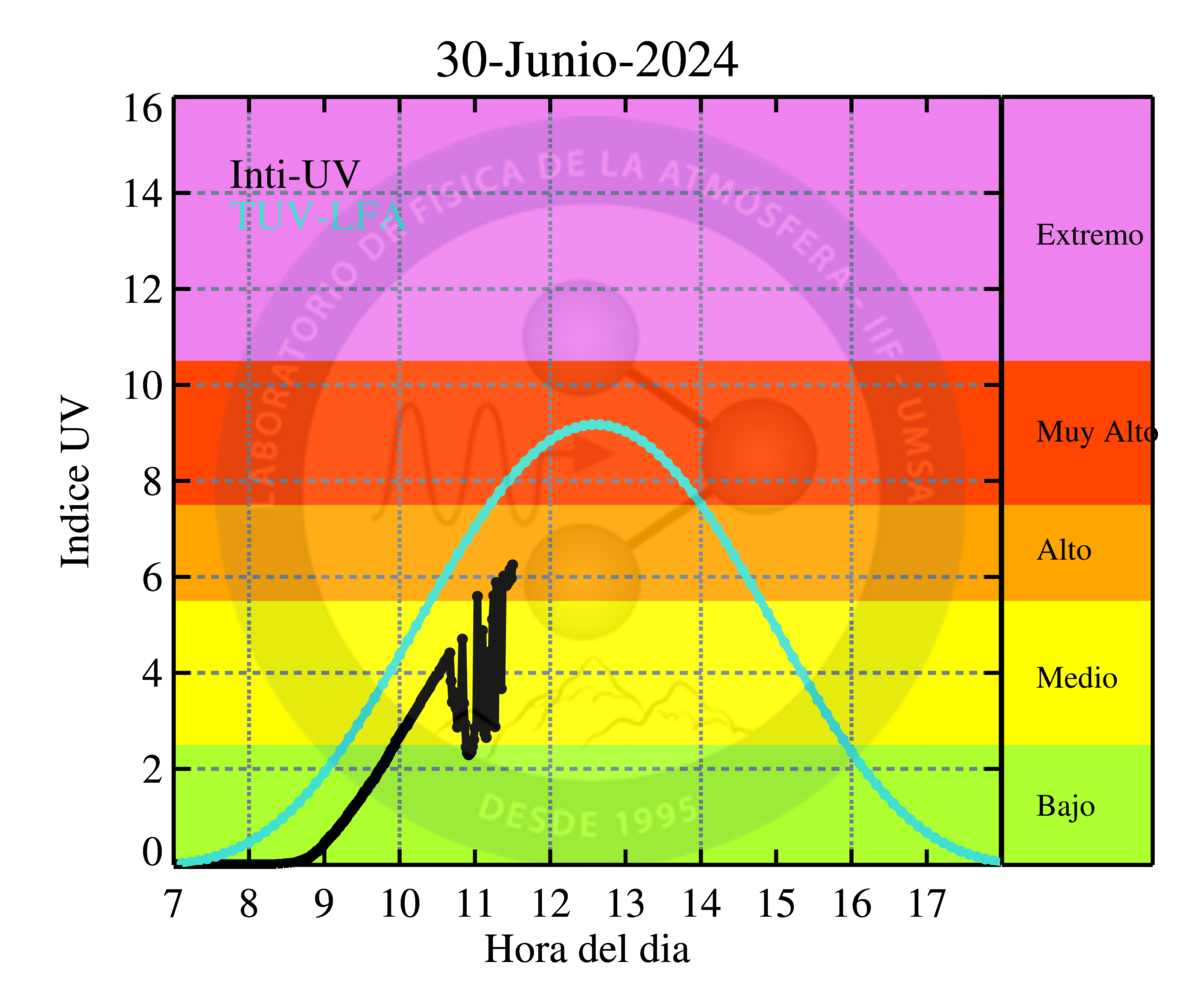 30-Junio-2024
16
14
12
10
8
6
4
2
0
Indice UV
Inti-UV
TUV-LFA
LABORATORIO DE FÍSICA DE LA ATMÓSFERA - IIF - UMSA
DESDE 1995
Extremo
Muy Alto
Alto
Medio
Bajo
7 8 9 10 11 12 13 14 15 16 17
Hora del dia